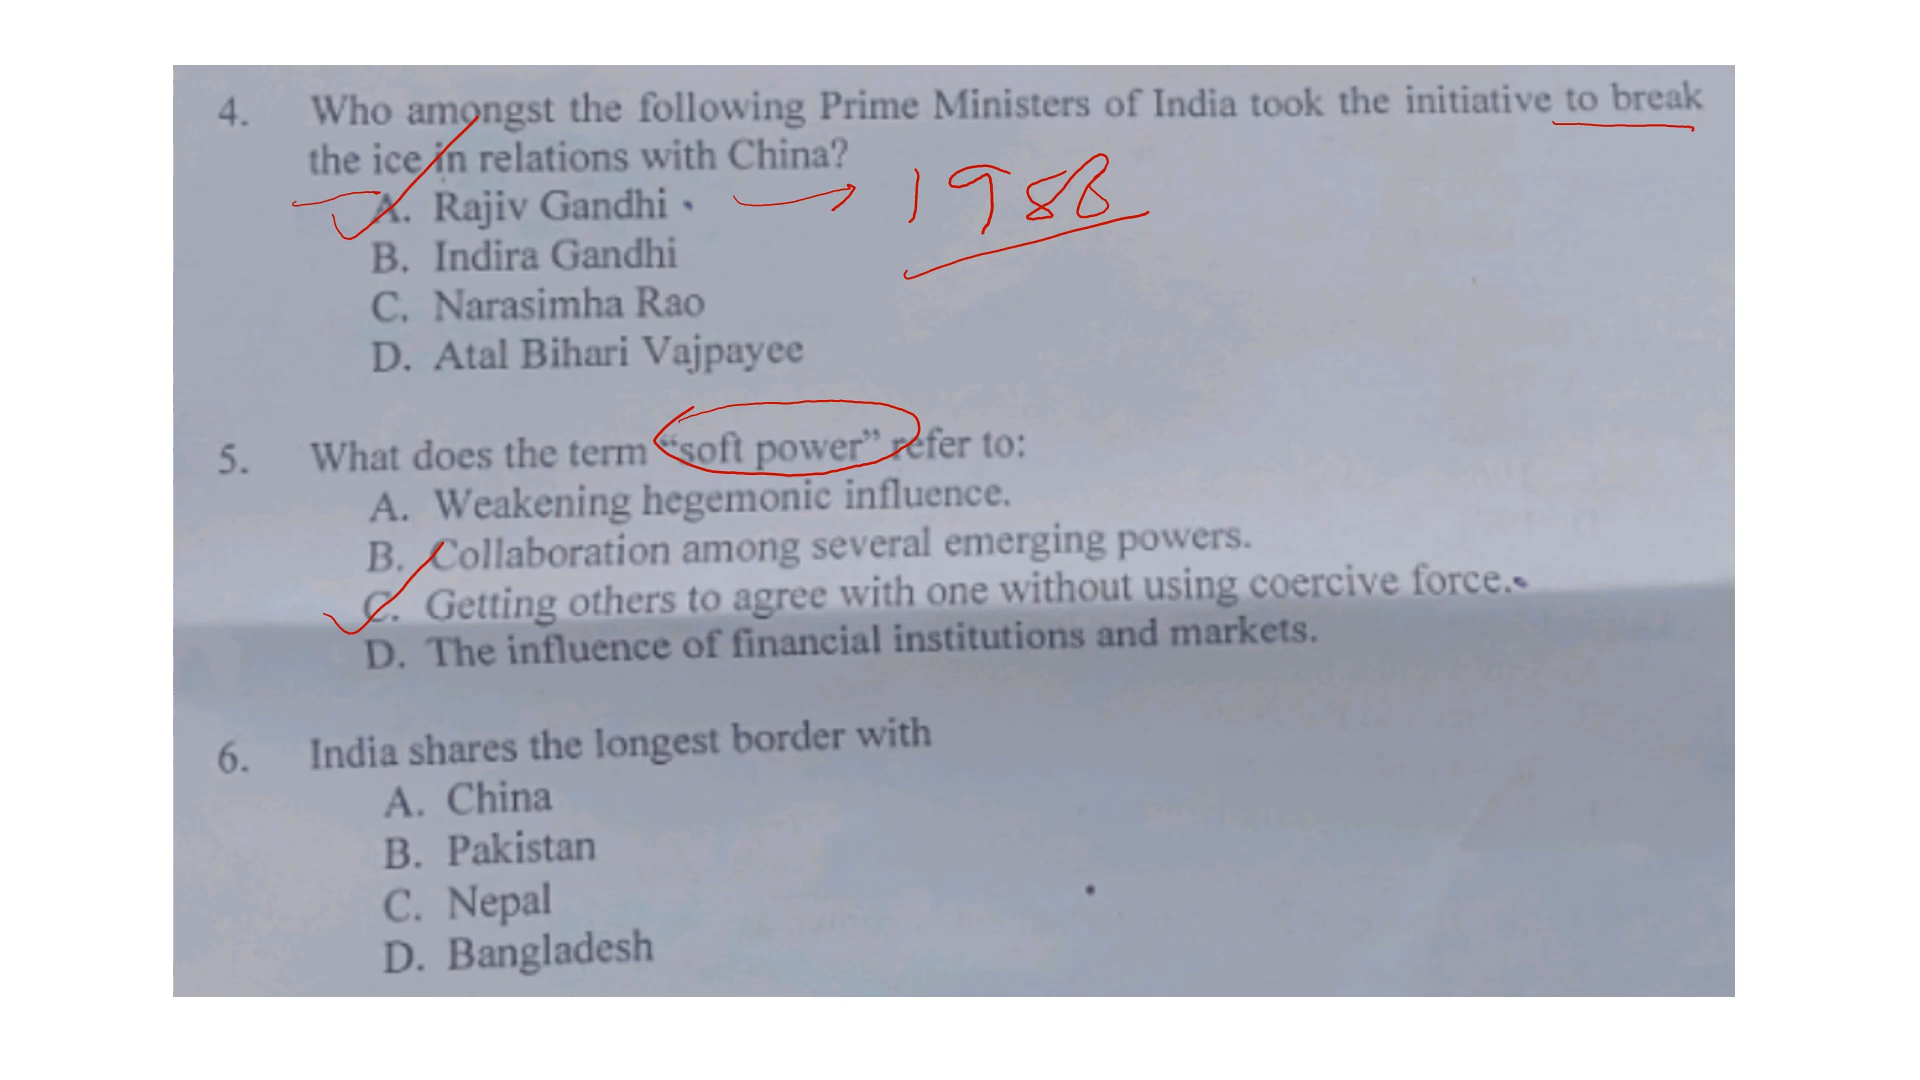 4. Who amongst the following Prime Ministers of India took the initiative to break
the ice in relations with China?
A. Rajiv Gandhi → 1988
B. Indira Gandhi
C. Narasimha Rao
D. Atal Bihari Vajpayee
5. What does the term “soft power” refer to:
A. Weakening hegemonic influence.
B. Collaboration among several emerging powers.
C. Getting others to agree with one without using coercive force.
D. The influence of financial institutions and markets.
6. India shares the longest border with
A. China
B. Pakistan
C. Nepal
D. Bangladesh